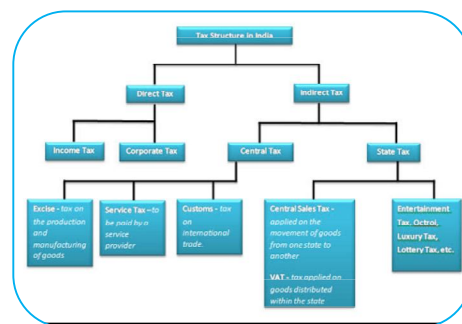 Tax Structure in India
Direct Tax
Indirect Tax
Income Tax
Corporate Tax
Central Tax
State Tax
Excise - tax on
the production
and
manufacturing
of goods
Service Tax –to
be paid by a
service
provider
Customs - tax
on
international
trade.
Central Sales Tax -
applied on the
movement of goods
from one state to
another
VAT - tax applied on
goods distributed
within the state
Entertainment
Tax, Octroi,
Luxury Tax,
Lottery Tax, etc.